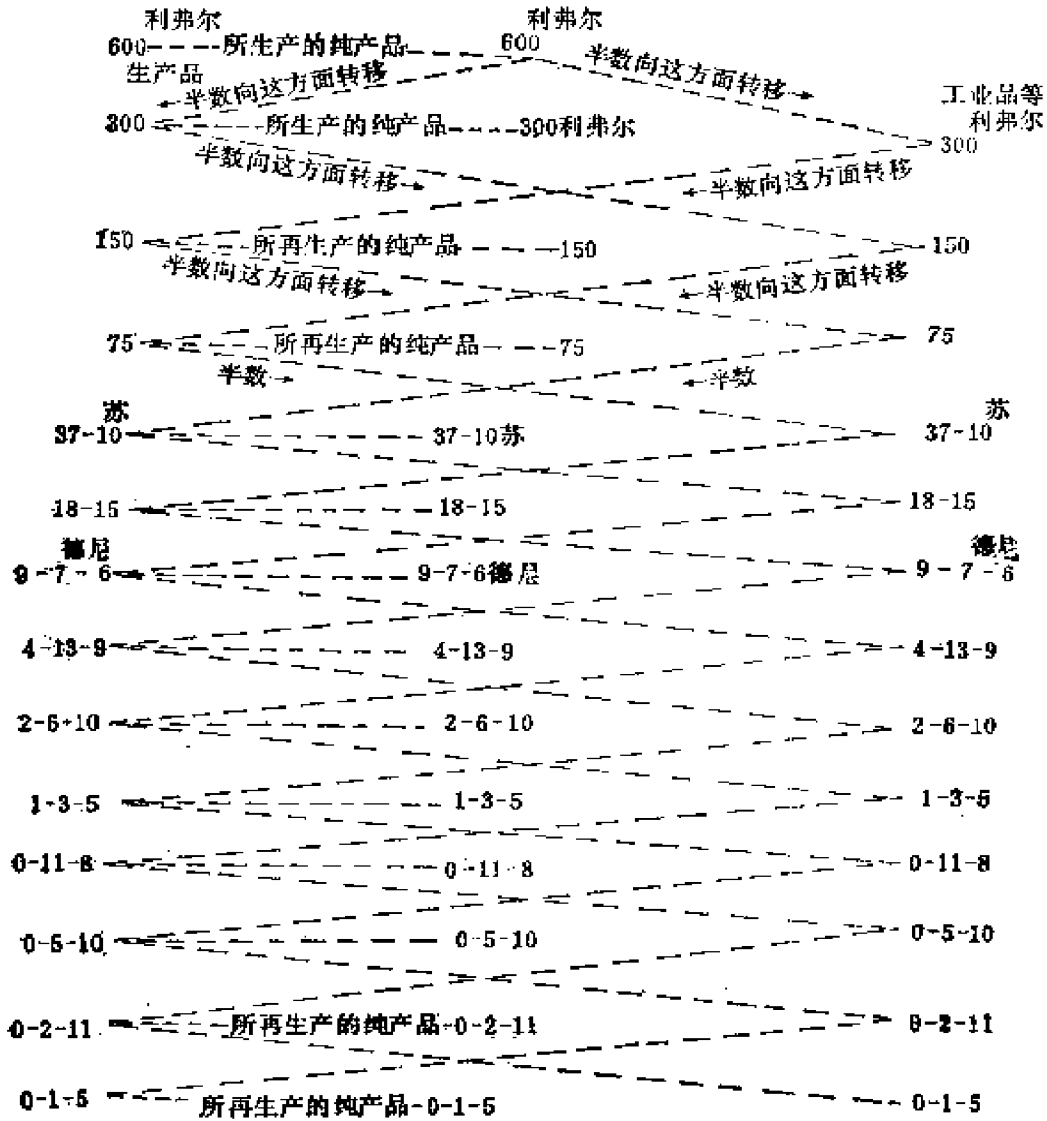 利弗尔 利弗尔
600 所生产的纯产品 600
生产品
半数向这方面转移 半数向这方面转移
工业品等
利弗尔
300 所生产的纯产品 300利弗尔 300
半数向这方面转移 半数向这方面转移
150 所再生产的纯产品 150 150
半数向这方面转移 半数向这方面转移
75 所再生产的纯产品 75 75
半数 半数
苏 苏
37-10 37-10苏 37-10
18-15 18-15 18-15
德尼 德尼
9-7-6 9-7-6德尼 9-7-6
4-13-9 4-13-9 4-13-9
2-6-10 2-6-10 2-6-10
1-3-5 1-3-5 1-3-5
0-11-8 0-11-8 0-11-8
0-5-10 0-5-10 0-5-10
0-2-11 所再生产的纯产品-0-2-11 0-2-11
0-1-5 所再生产的纯产品-0-1-5 0-1-5